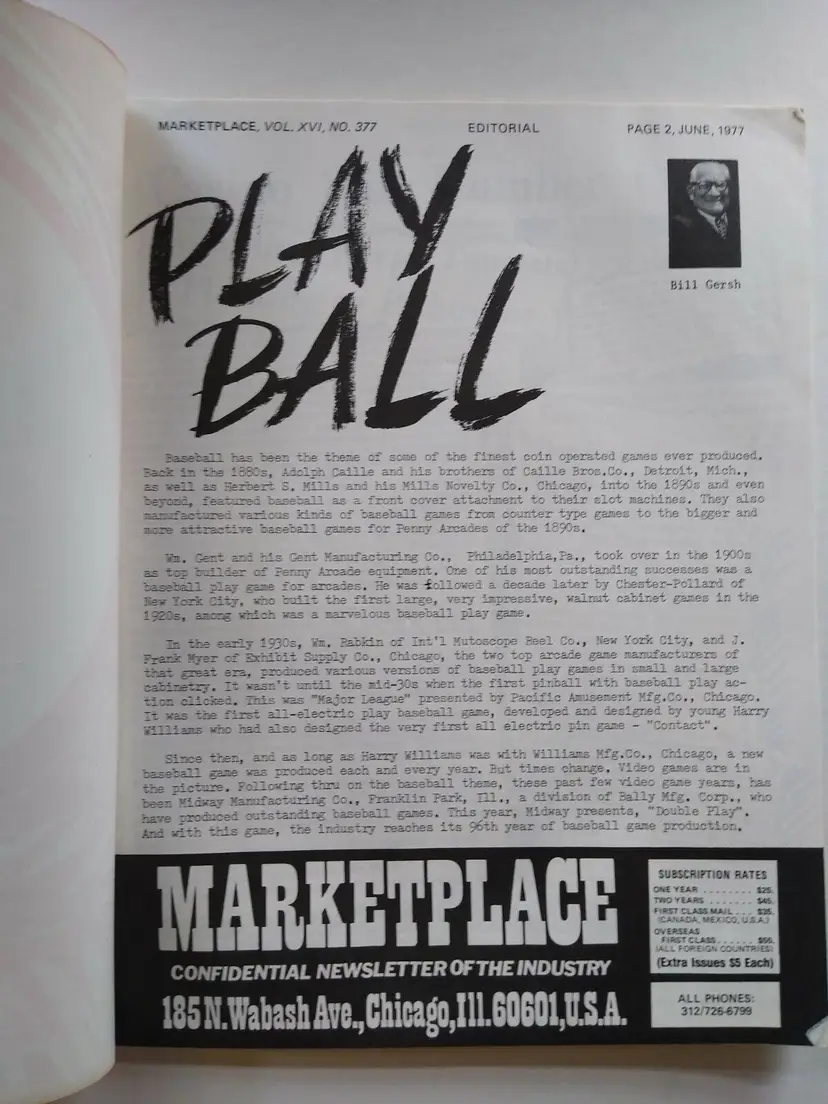 MARKETPLACE, VOL. XVI, NO. 377 EDITORIAL PAGE 2, JUNE, 1977
PLAY
BALL
Bill Gersh
Baseball has been the theme of some of the finest coin operated games ever produced.
Back in the 1880s, Adolph Caille and his brothers of Caille Bros.Co., Detroit, Mich.,
as well as Herbert S. Mills and his Mills Novelty Co., Chicago, into the 1890s and even
beyond, featured baseball as a front cover attachment to their slot machines. They also
manufactured various kinds of baseball games from counter type games to the bigger and
more attractive baseball games for Penny Arcades of the 1890s.
Wm. Gent and his Gent Manufacturing Co., Philadelphia,Pa., took over in the 1900s
as top builder of Penny Arcade equipment. One of his most outstanding successes was a
baseball play game for arcades. He was followed a decade later by Chester-Pollard of
New York City, who built the first large, very impressive, walnut cabinet games in the
1920s, among which was a marvelous baseball play game.
In the early 1930s, Wm. Rabkin of Int'l Mutoscope Reel Co., New York City, and J.
Frank Myer of Exhibit Supply Co., Chicago, the two top arcade game manufacturers of
that great era, produced various versions of baseball play games in small and large
cabinetry. It wasn't until the mid-30s when the first pinball with baseball play ac-
tion clicked. This was "Major League" presented by Pacific Amusement Mfg.Co., Chicago.
It was the first all-electric play baseball game, developed and designed by young Harry
Williams who had also designed the very first all electric pin game - "Contact".
Since then, and as long as Harry Williams was with Williams Mfg.Co., Chicago, a new
baseball game was produced each and every year. But times change. Video games are in
the picture. Following thru on the baseball theme, these past few video game years, has
been Midway Manufacturing Co., Franklin Park, Ill., a division of Bally Mfg. Corp., who
have produced outstanding baseball games. This year, Midway presents, "Double Play".
And with this game, the industry reaches its 96th year of baseball game production.
MARKETPLACE
CONFIDENTIAL NEWSLETTER OF THE INDUSTRY
185 N. Wabash Ave., Chicago, Ill. 60601, U.S.A.
SUBSCRIPTION RATES
ONE YEAR ........ $25.
TWO YEARS ....... $45.
FIRST CLASS MAIL ... $35.
(CANADA, MEXICO, U.S.A.)
OVERSEAS
FIRST CLASS ...... $55.
(ALL FOREIGN COUNTRIES)
(Extra Issues $5 Each)
ALL PHONES:
312/726-6799